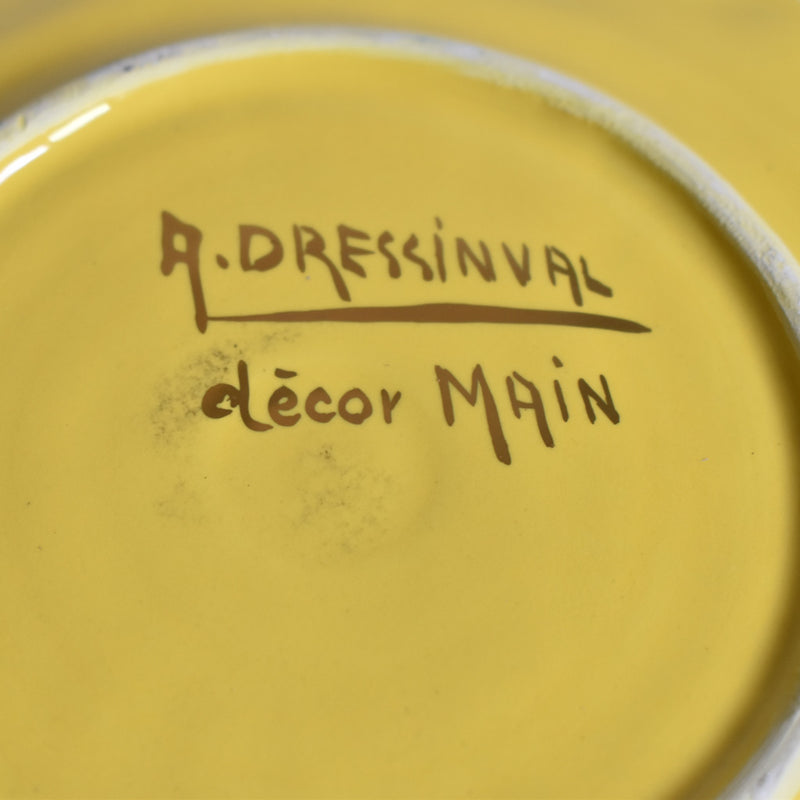 A. DRESSINVAL
décor MAIN